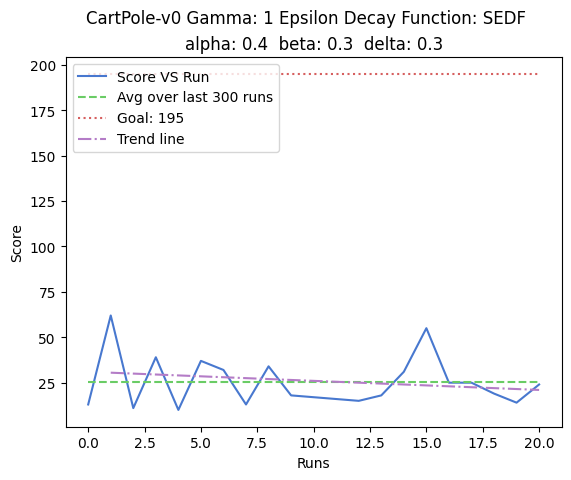 CartPole-v0 Gamma: 1 Epsilon Decay Function: SEDF
alpha: 0.4 beta: 0.3 delta: 0.3
Score VS Run
Avg over last 300 runs
Goal: 195
Trend line
200
175
150
125
100
75
50
25
Score
0.0 2.5 5.0 7.5 10.0 12.5 15.0 17.5 20.0
Runs